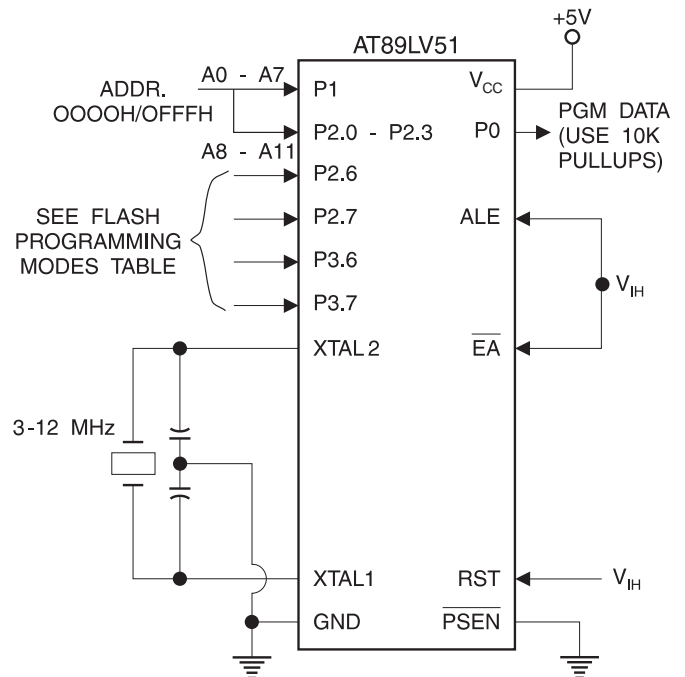 +5V
AT89LV51
A0 - A7
ADDR.
OOOOH/OFFFH
P1
VCC
PGM DATA
(USE 10K
PULLUPS)
P2.0 - P2.3
P0
A8 - A11
P2.6
SEE FLASH
PROGRAMMING
MODES TABLE
P2.7
ALE
P3.6
VIH
P3.7
XTAL 2
EA
3-12 MHz
XTAL1
RST
VIH
GND
PSEN